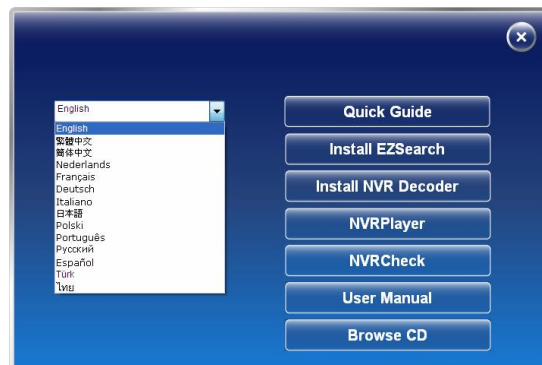 English
English
繁體中文
簡体中文
Nederlands
Français
Deutsch
Italiano
日本語
Polski
Português
Русский
Español
Türk
ไทย
Quick Guide
Install EZSearch
Install NVR Decoder
NVRPlayer
NVRCheck
User Manual
Browse CD